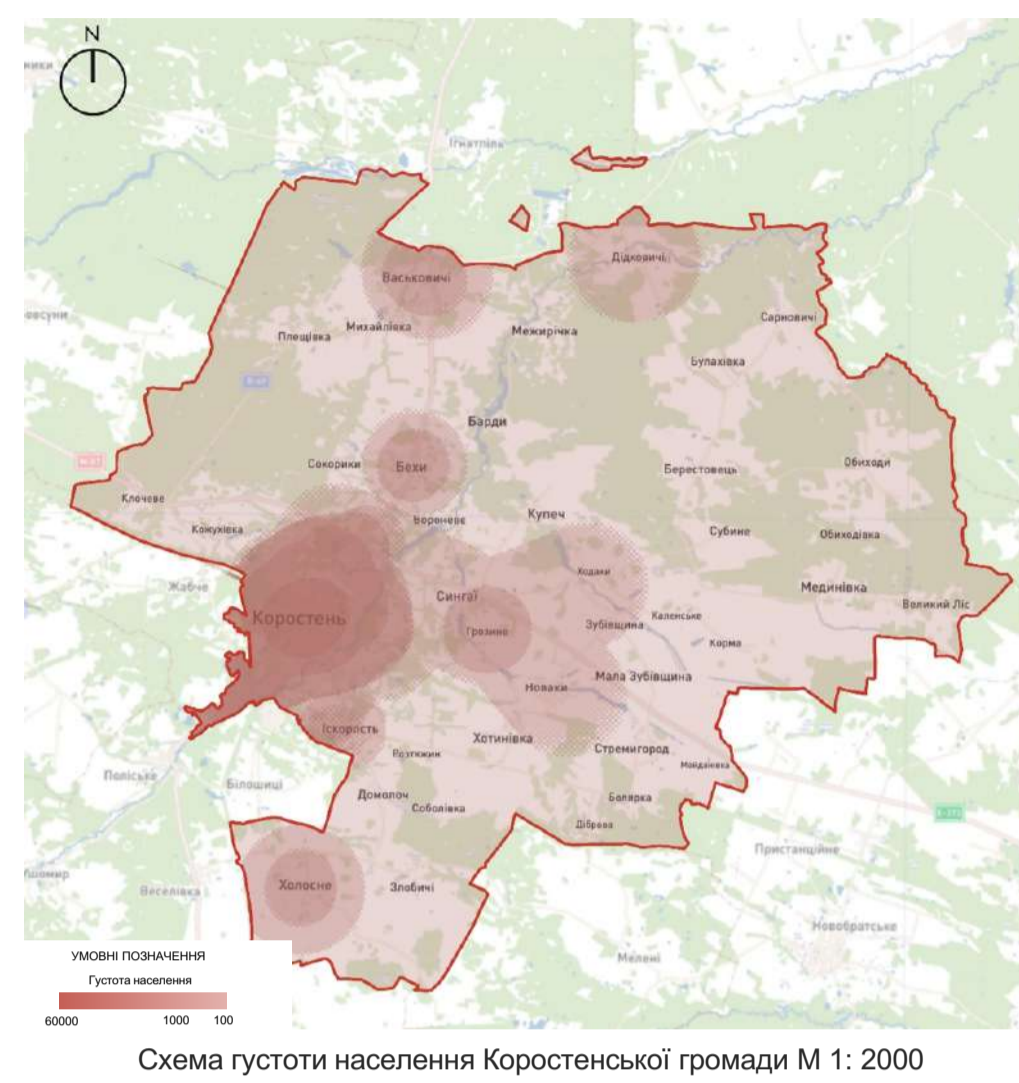 N
Ігнатпіль
Дідковичі
Васьковичі
Сарновичі
Михайлівка
Межирічка
Плещівка
Булахівка
Барди
Сокорики
Бехи
Берестовець
Обиходи
Клочеве
Купеч
Вороневе
Кожухівка
Субине
Обиходівка
Ходаки
Жабче
Мединівка
Сингаї
Великий Ліс
Коростень
Каленське
Грозине
Зубівщина
Корма
Мала Зубівщина
Новаки
Іскорость
Хотинівка
Розтяжин
Стремигород
Поліське
Білошиці
Домолоч
Соболівка
Болярка
Діброва
Пристанційне
Холосне
Злобичі
Веселівка
Новобратське
УМОВНІ ПОЗНАЧЕННЯ
Мелені
Густота населення
60000 1000 100
Схема густоти населення Коростенської громади М 1: 2000